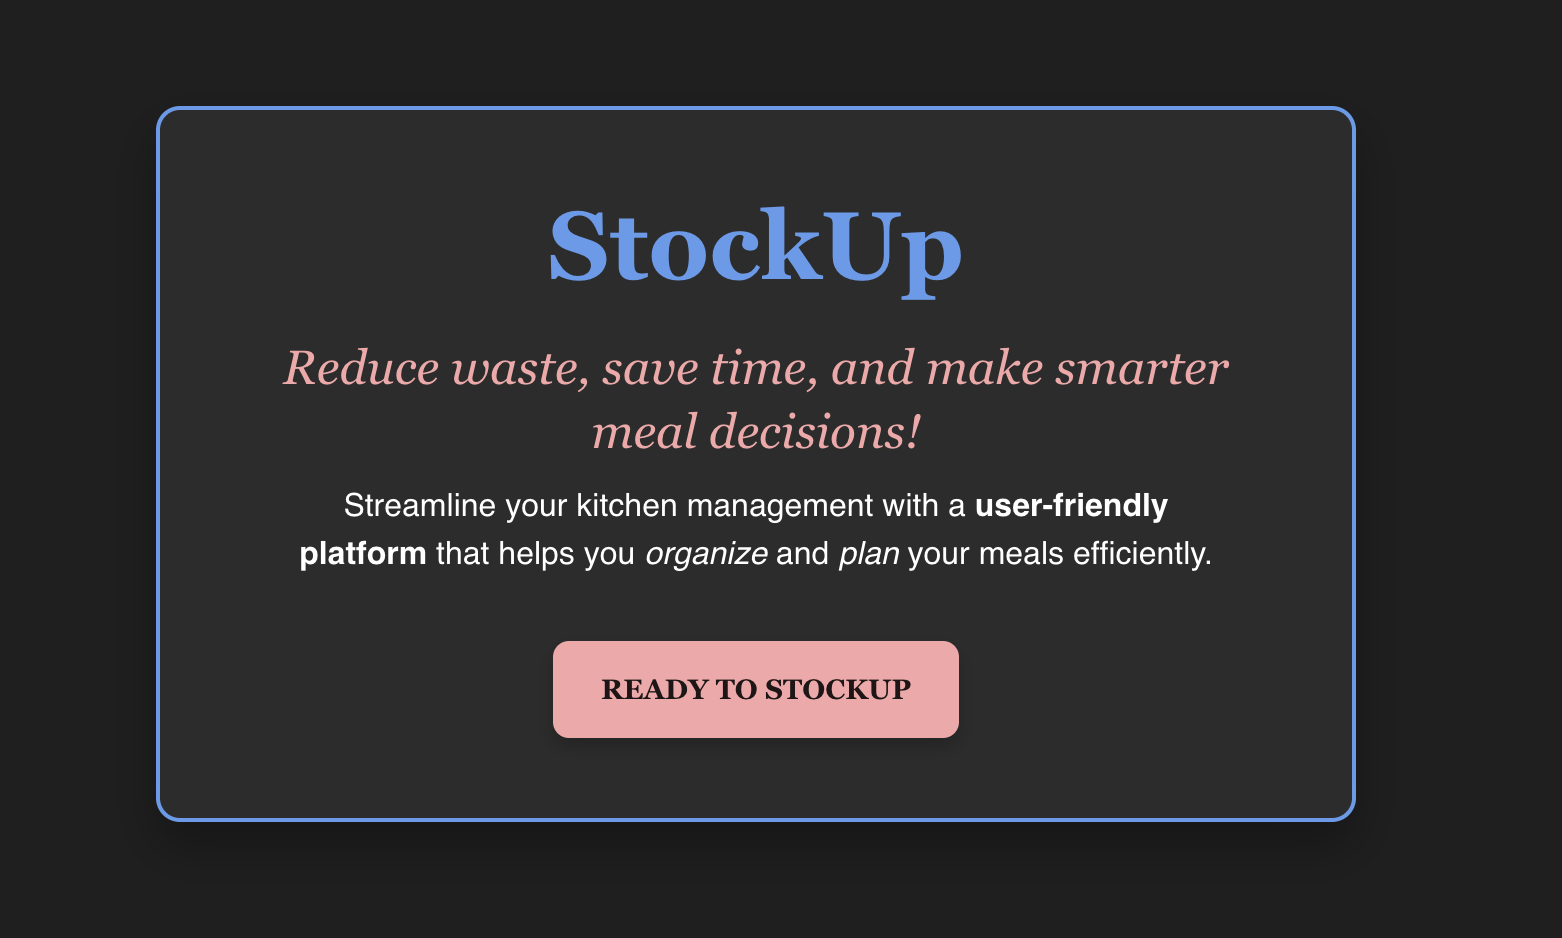 StockUp
Reduce waste, save time, and make smarter
meal decisions!
Streamline your kitchen management with a user-friendly
platform that helps you organize and plan your meals efficiently.
READY TO STOCKUP